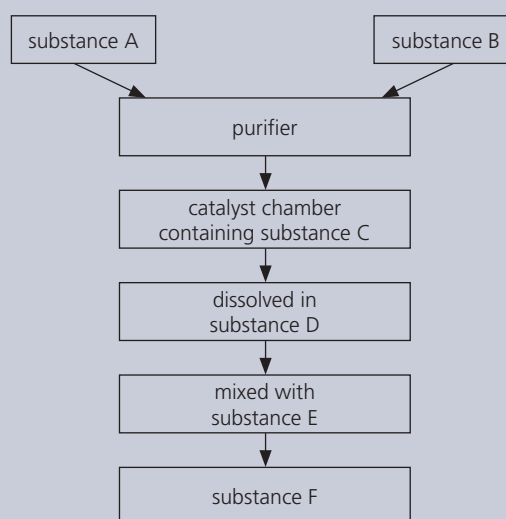 substance A
substance B
purifier
catalyst chamber
containing substance C
dissolved in
substance D
mixed with
substance E
substance F